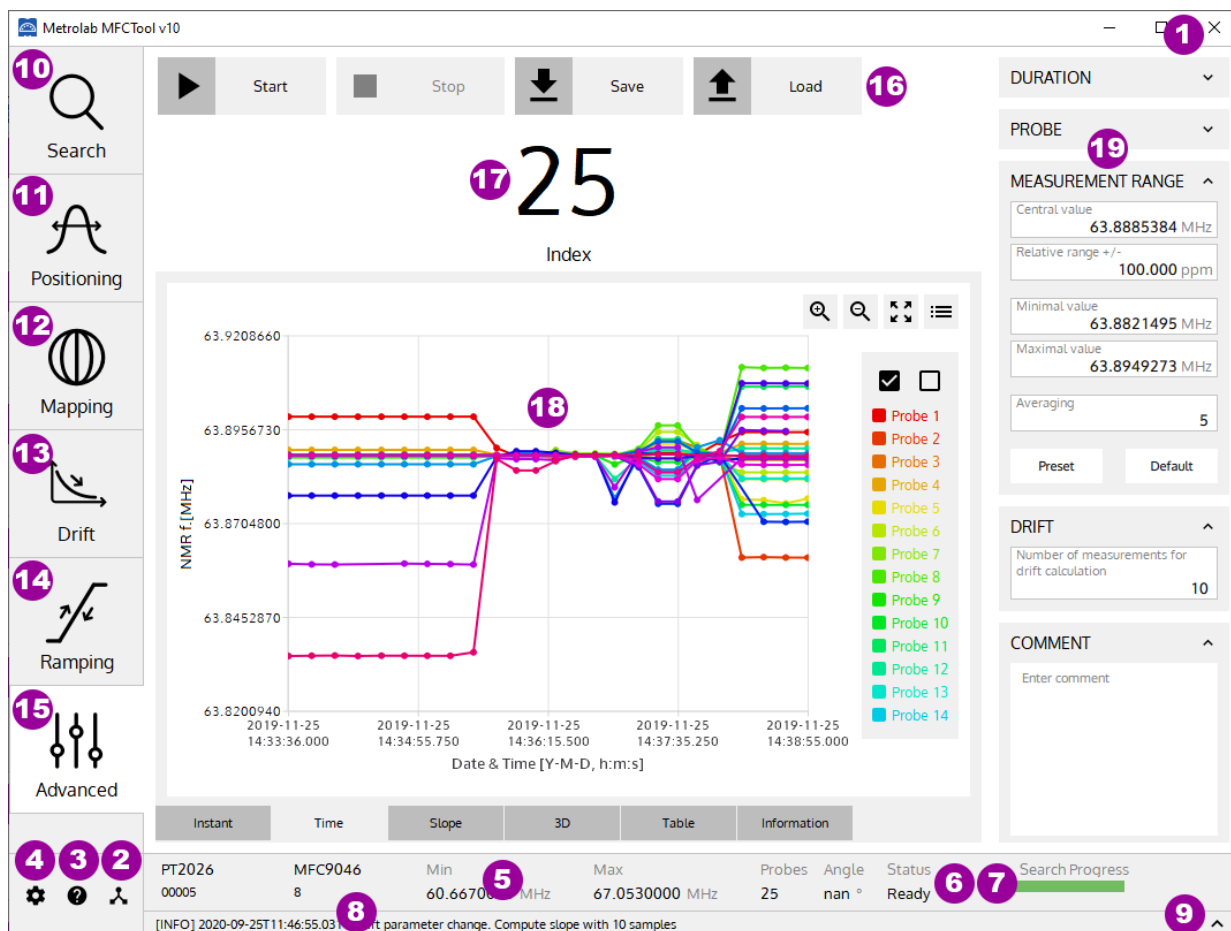 Metrolab MFCTool v10
1
10
Search
11
Positioning
12
Mapping
13
Drift
14
Ramping
15
Advanced
4 3 2
Start Stop Save Load 16
17 25
Index
63.9208660
63.8956730
63.8704800
63.8452870
63.8200940
NMR f.[MHz]
18
2019-11-25 2019-11-25 2019-11-25 2019-11-25 2019-11-25
14:33:36.000 14:34:55.750 14:36:15.500 14:37:35.250 14:38:55.000
Date & Time [Y-M-D, h:m:s]
Probe 1
Probe 2
Probe 3
Probe 4
Probe 5
Probe 6
Probe 7
Probe 8
Probe 9
Probe 10
Probe 11
Probe 12
Probe 13
Probe 14
Instant Time Slope 3D Table Information
DURATION
PROBE
19
MEASUREMENT RANGE
Central value
63.8885384 MHz
Relative range +/-
100.000 ppm
Minimal value
63.8821495 MHz
Maximal value
63.8949273 MHz
Averaging
5
Preset Default
DRIFT
Number of measurements for
drift calculation
10
COMMENT
Enter comment
PT2026 MFC9046 Min Max Probes Angle Status Search Progress
00005 8 5 MHz 67.0530000 MHz 25 nan ° Ready 6 7
8 9
[INFO] parameter change. Compute slope with 10 samples